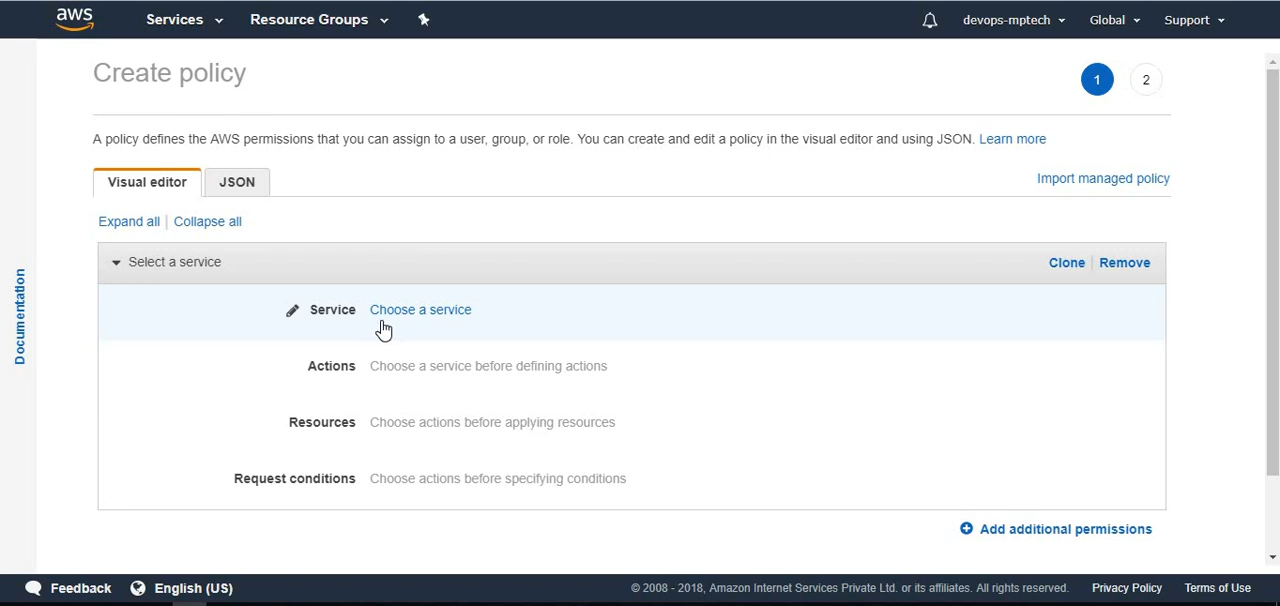 aws Services Resource Groups devops-mptech Global Support
Create policy
1 2
A policy defines the AWS permissions that you can assign to a user, group, or role. You can create and edit a policy in the visual editor and using JSON. Learn more
Visual editor JSON Import managed policy
Expand all Collapse all
Select a service Clone Remove
Service Choose a service
Actions Choose a service before defining actions
Resources Choose actions before applying resources
Request conditions Choose actions before specifying conditions
Add additional permissions
Documentation
Feedback English (US) © 2008 - 2018, Amazon Internet Services Private Ltd. or its affiliates. All rights reserved. Privacy Policy Terms of Use